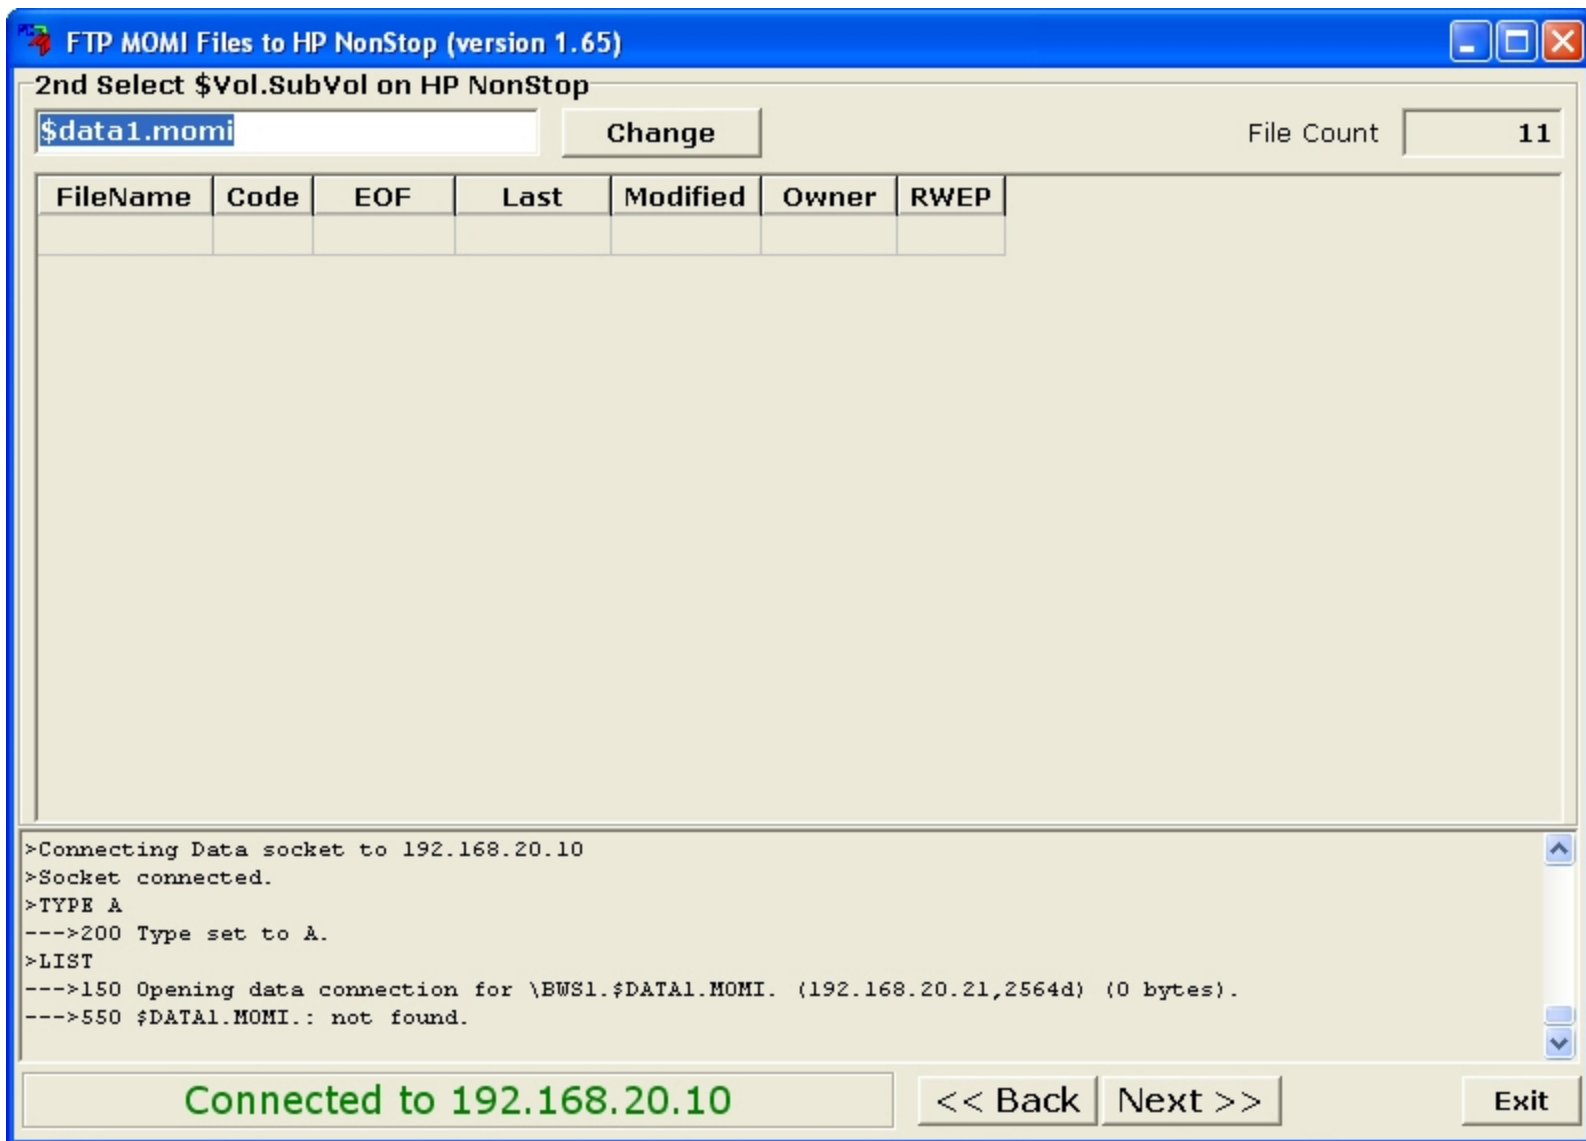 FTP MOMI Files to HP NonStop (version 1.65)
2nd Select $Vol.SubVol on HP NonStop
$data1.momi Change File Count 11
FileName Code EOF Last Modified Owner RWEP
>Connecting Data socket to 192.168.20.10
>Socket connected.
>TYPE A
--->200 Type set to A.
>LIST
--->150 Opening data connection for \BWS1.$DATA1.MOMI. (192.168.20.21,2564d) (0 bytes).
--->550 $DATA1.MOMI.: not found.
Connected to 192.168.20.10 << Back Next >> Exit